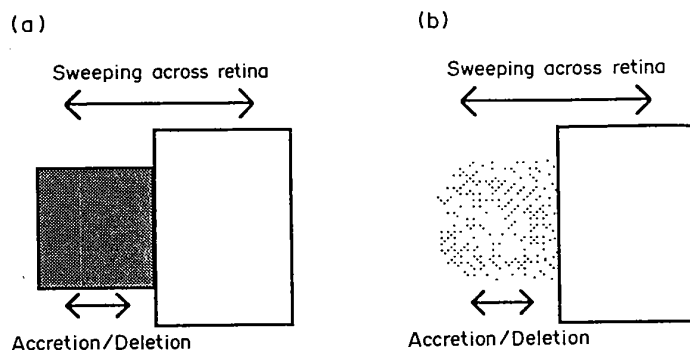 (a)
Sweeping across retina
Accretion/Deletion
(b)
Sweeping across retina
Accretion/Deletion